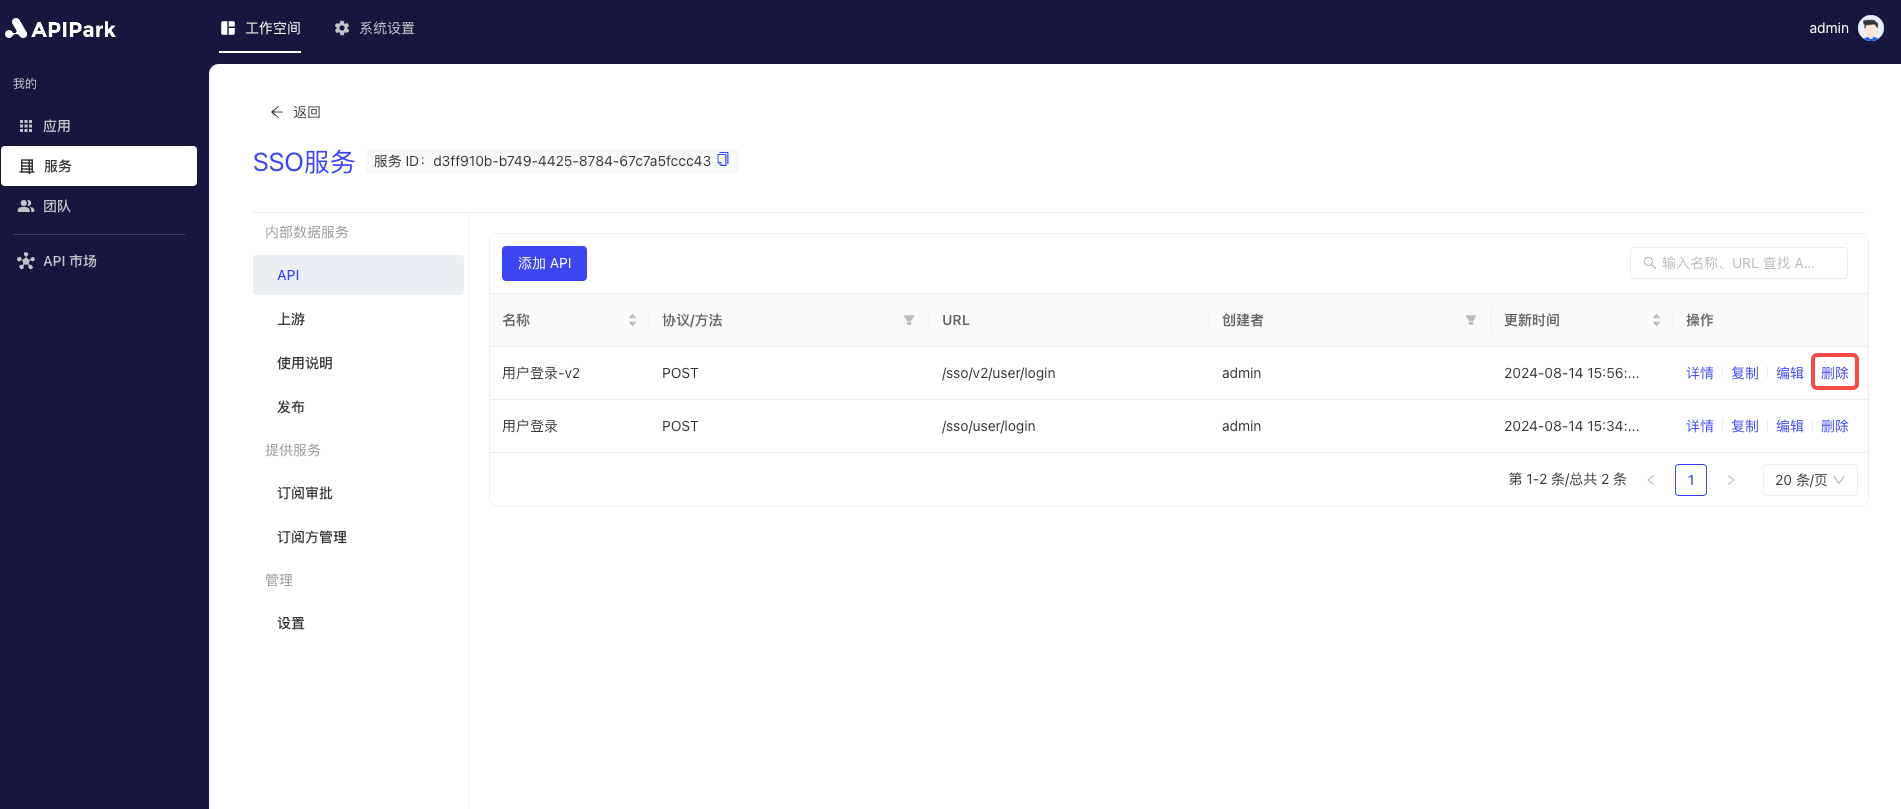 APIPark
工作空间
系统设置
admin
我的
应用
服务
团队
API 市场
返回
SSO服务
服务 ID：d3ff910b-b749-4425-8784-67c7a5fccc43
内部数据服务
API
上游
使用说明
发布
提供服务
订阅审批
订阅方管理
管理
设置
添加 API
输入名称、URL 查找 A...
名称 协议/方法 URL 创建者 更新时间 操作
用户登录-v2 POST /sso/v2/user/login admin 2024-08-14 15:56:... 详情 复制 编辑 删除
用户登录 POST /sso/user/login admin 2024-08-14 15:34:... 详情 复制 编辑 删除
第 1-2 条/总共 2 条 1 20 条/页